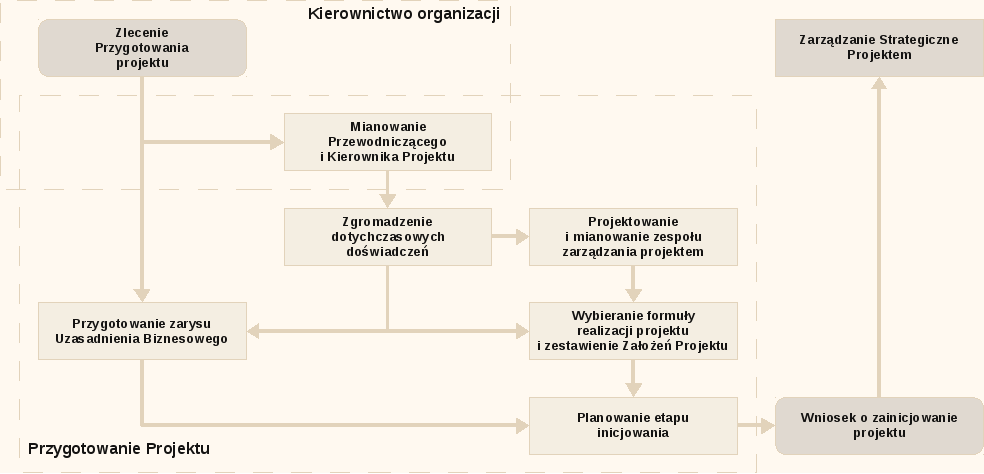 Kierownictwo organizacji
Zlecenie
Przygotowania
projektu
Zarządzanie Strategiczne
Projektem
Mianowanie
Przewodniczącego
i Kierownika Projektu
Zgromadzenie
dotychczasowych
doświadczeń
Projektowanie
i mianowanie zespołu
zarządzania projektem
Przygotowanie zarysu
Uzasadnienia Biznesowego
Wybieranie formuły
realizacji projektu
i zestawienie Założeń Projektu
Planowanie etapu
inicjowania
Wniosek o zainicjowanie
projektu
Przygotowanie Projektu